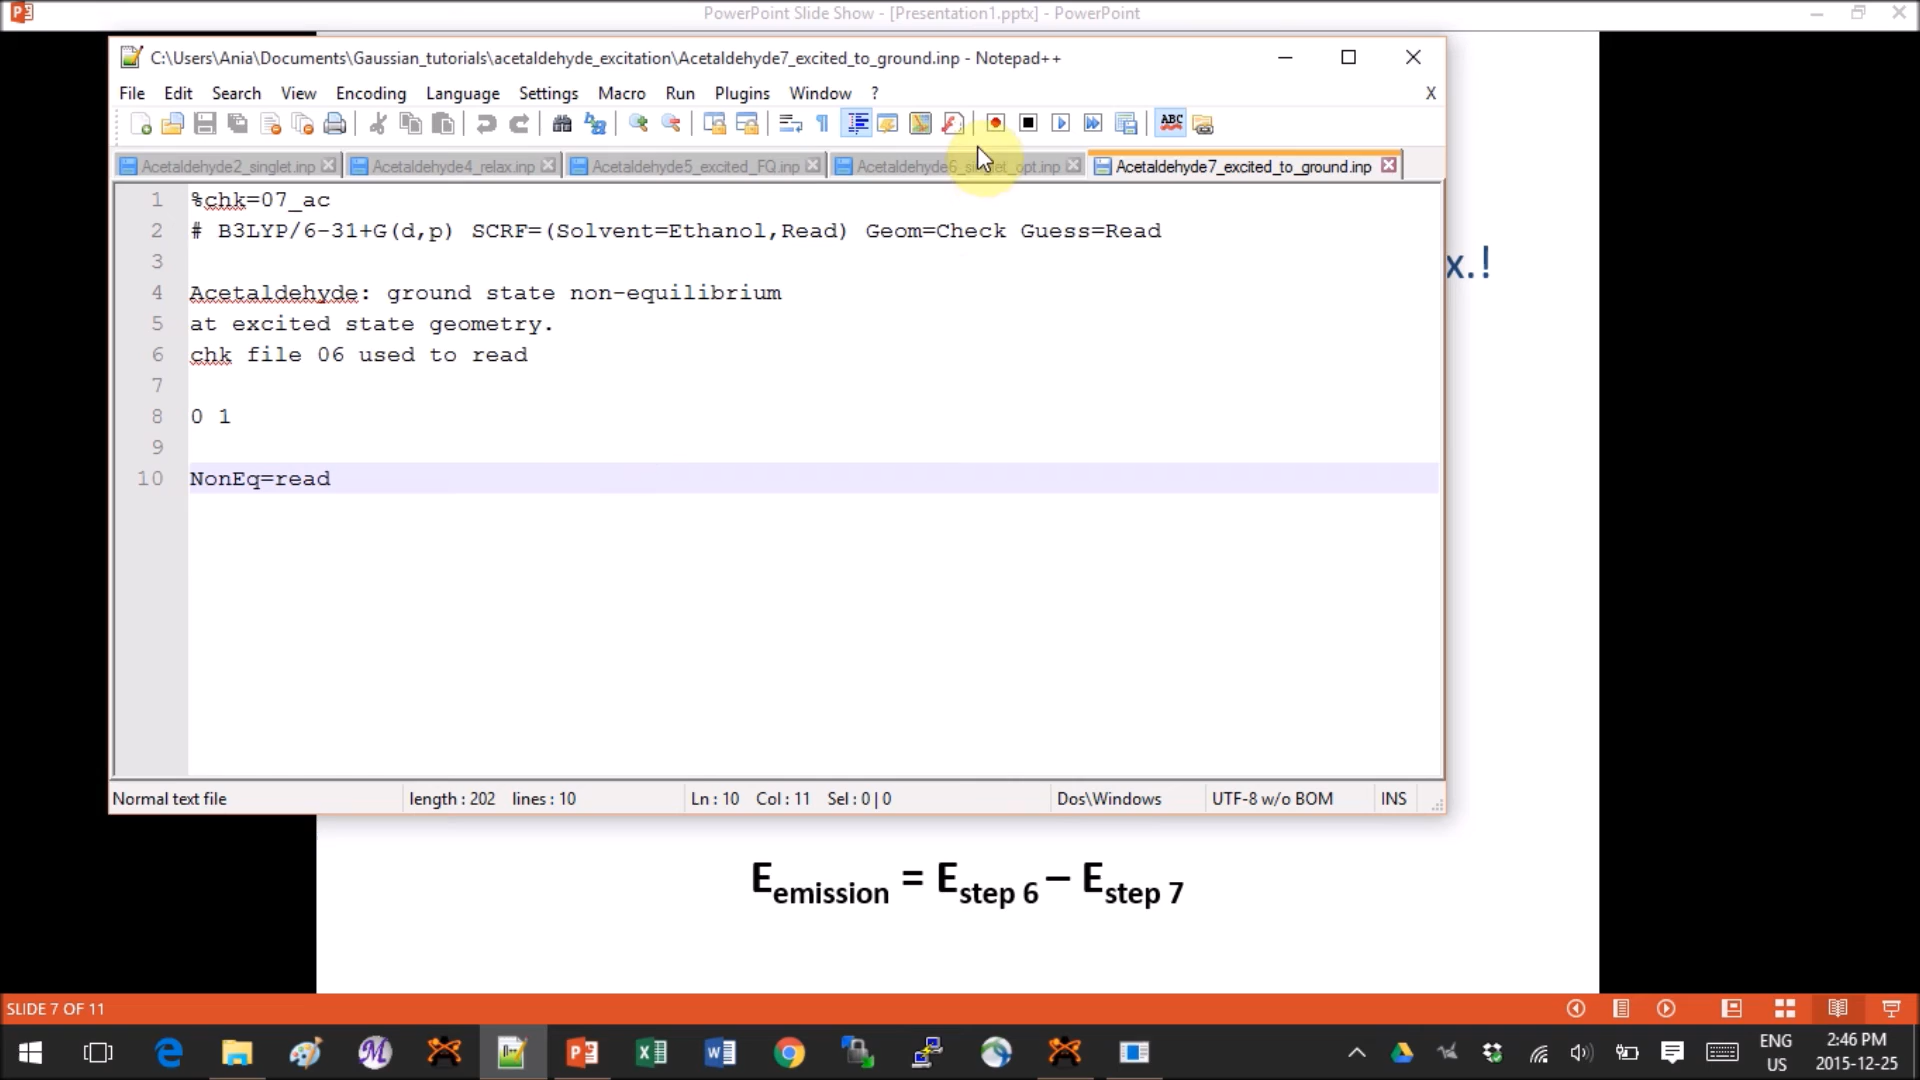 PowerPoint Slide Show - [Presentation1.pptx] - PowerPoint
C:\Users\Ania\Documents\Gaussian_tutorials\acetaldehyde_excitation\Acetaldehyde7_excited_to_ground.inp - Notepad++
File Edit Search View Encoding Language Settings Macro Run Plugins Window ? X
Acetaldehyde2_singlet.inp Acetaldehyde4_relax.inp Acetaldehyde5_excited_FQ.inp Acetaldehyde6_singlet_opt.inp Acetaldehyde7_excited_to_ground.inp
1 %chk=07_ac
2 # B3LYP/6-31+G(d,p) SCRF=(Solvent=Ethanol,Read) Geom=Check Guess=Read
3
4 Acetaldehyde: ground state non-equilibrium
5 at excited state geometry.
6 chk file 06 used to read
7
8 0 1
9
10 NonEq=read
x.!
Normal text file length : 202 lines : 10 Ln : 10 Col : 11 Sel : 0 | 0 Dos\Windows UTF-8 w/o BOM INS
Eemission = Estep 6 – Estep 7
SLIDE 7 OF 11
ENG 2:46 PM
US 2015-12-25